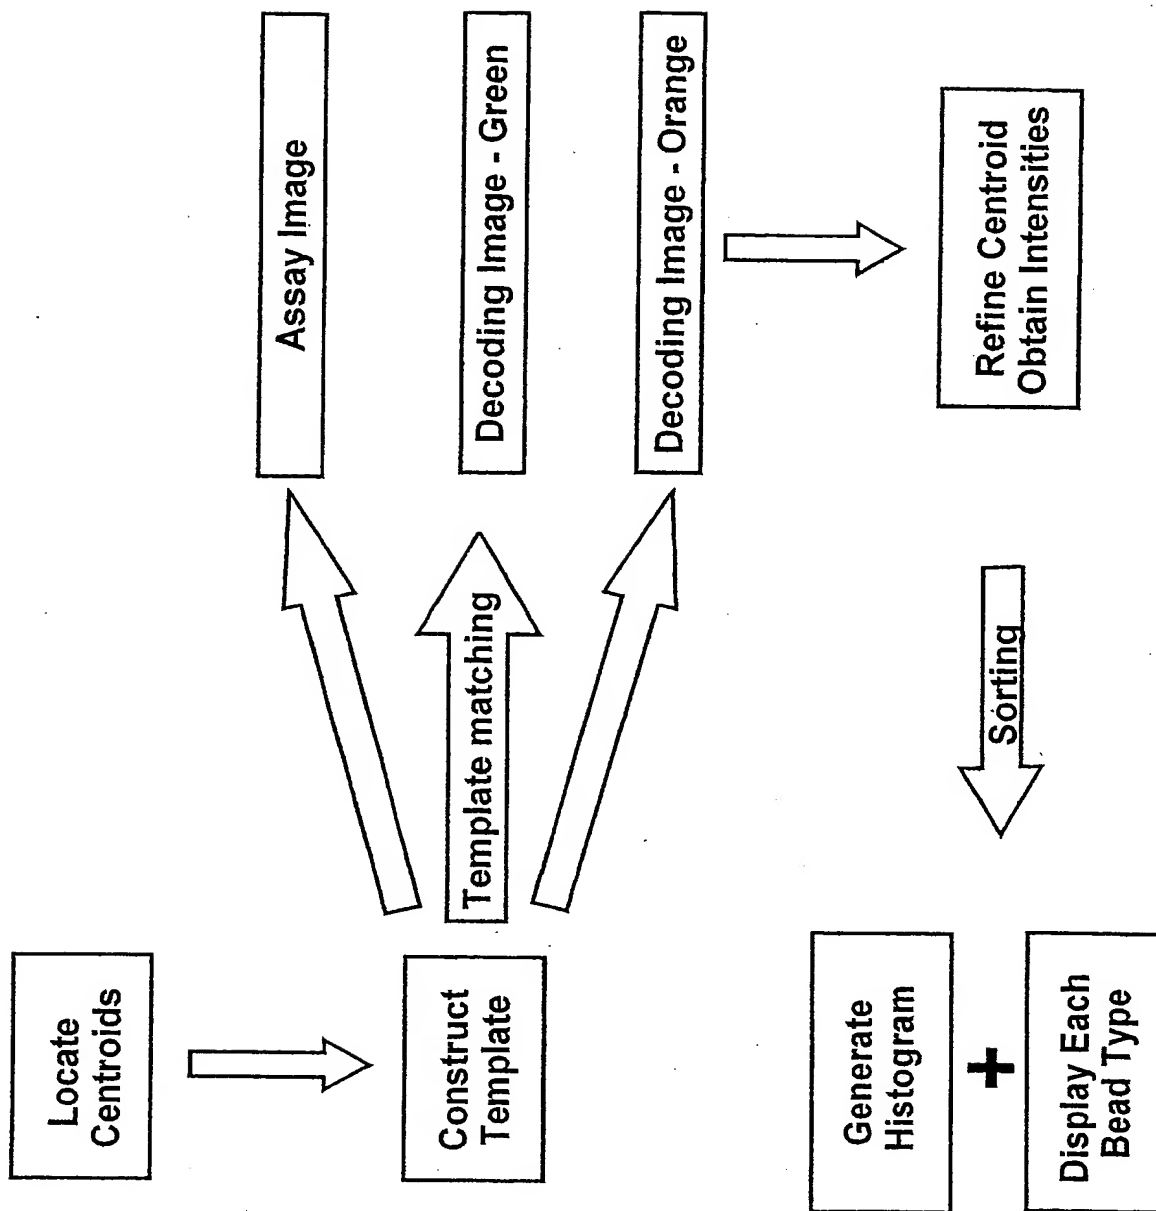 Locate
Centroids
Construct
Template
Template matching
Assay Image
Decoding Image - Green
Decoding Image - Orange
Refine Centroid
Obtain Intensities
Sorting
Generate
Histogram
+
Display Each
Bead Type